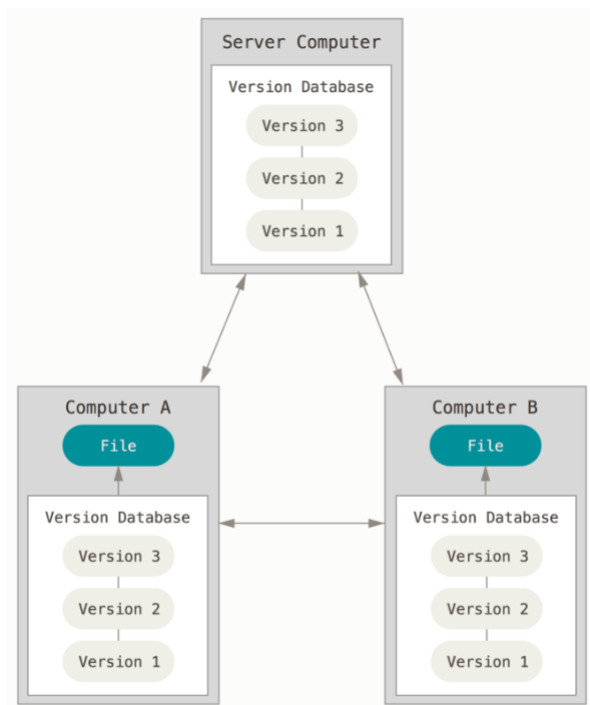 Server Computer
Version Database
Version 3
Version 2
Version 1
Computer A
File
Version Database
Version 3
Version 2
Version 1
Computer B
File
Version Database
Version 3
Version 2
Version 1